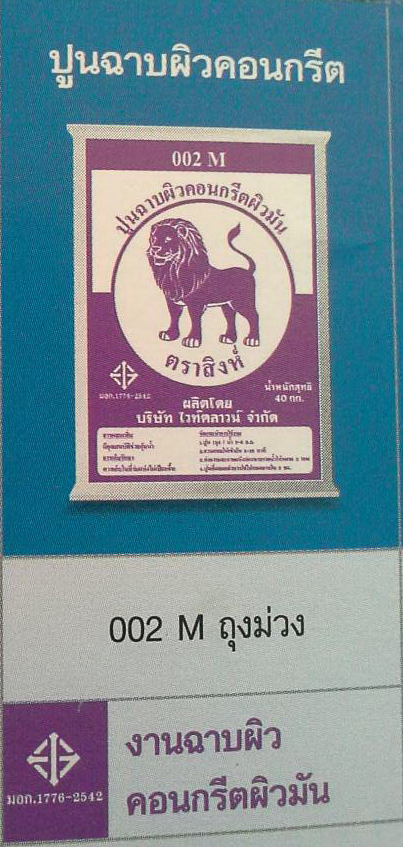 ปูนฉาบผิวคอนกรีต
002 M
ปูนฉาบผิวคอนกรีตผิวมัน
ตราสิงห์
มอก.1776-2542
น้ำหนักสุทธิ
40 กก.
ผลิตโดย
บริษัท ไวท์คลาวน์ จำกัด
002 M ถุงม่วง
มอก.1776-2542
งานฉาบผิว
คอนกรีตผิวมัน